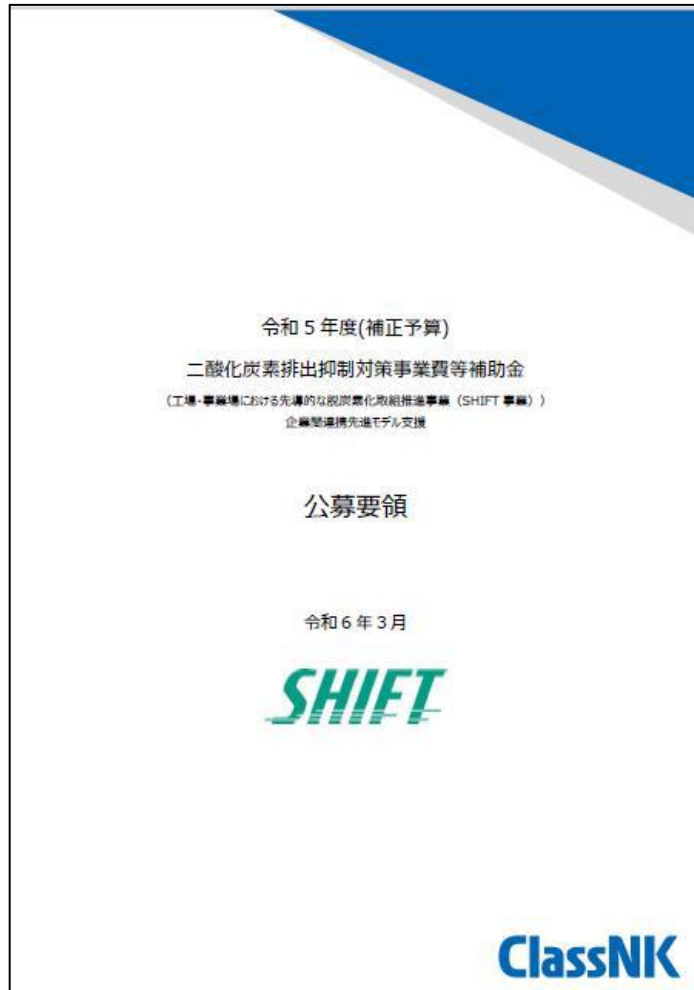 令和５年度(補正予算)
二酸化炭素排出抑制対策事業費等補助金
（工場・事業場における先導的な脱炭素化取組推進事業（SHIFT 事業））
企業間連携先進モデル支援
公募要領
令和６年３月
SHIFT
ClassNK